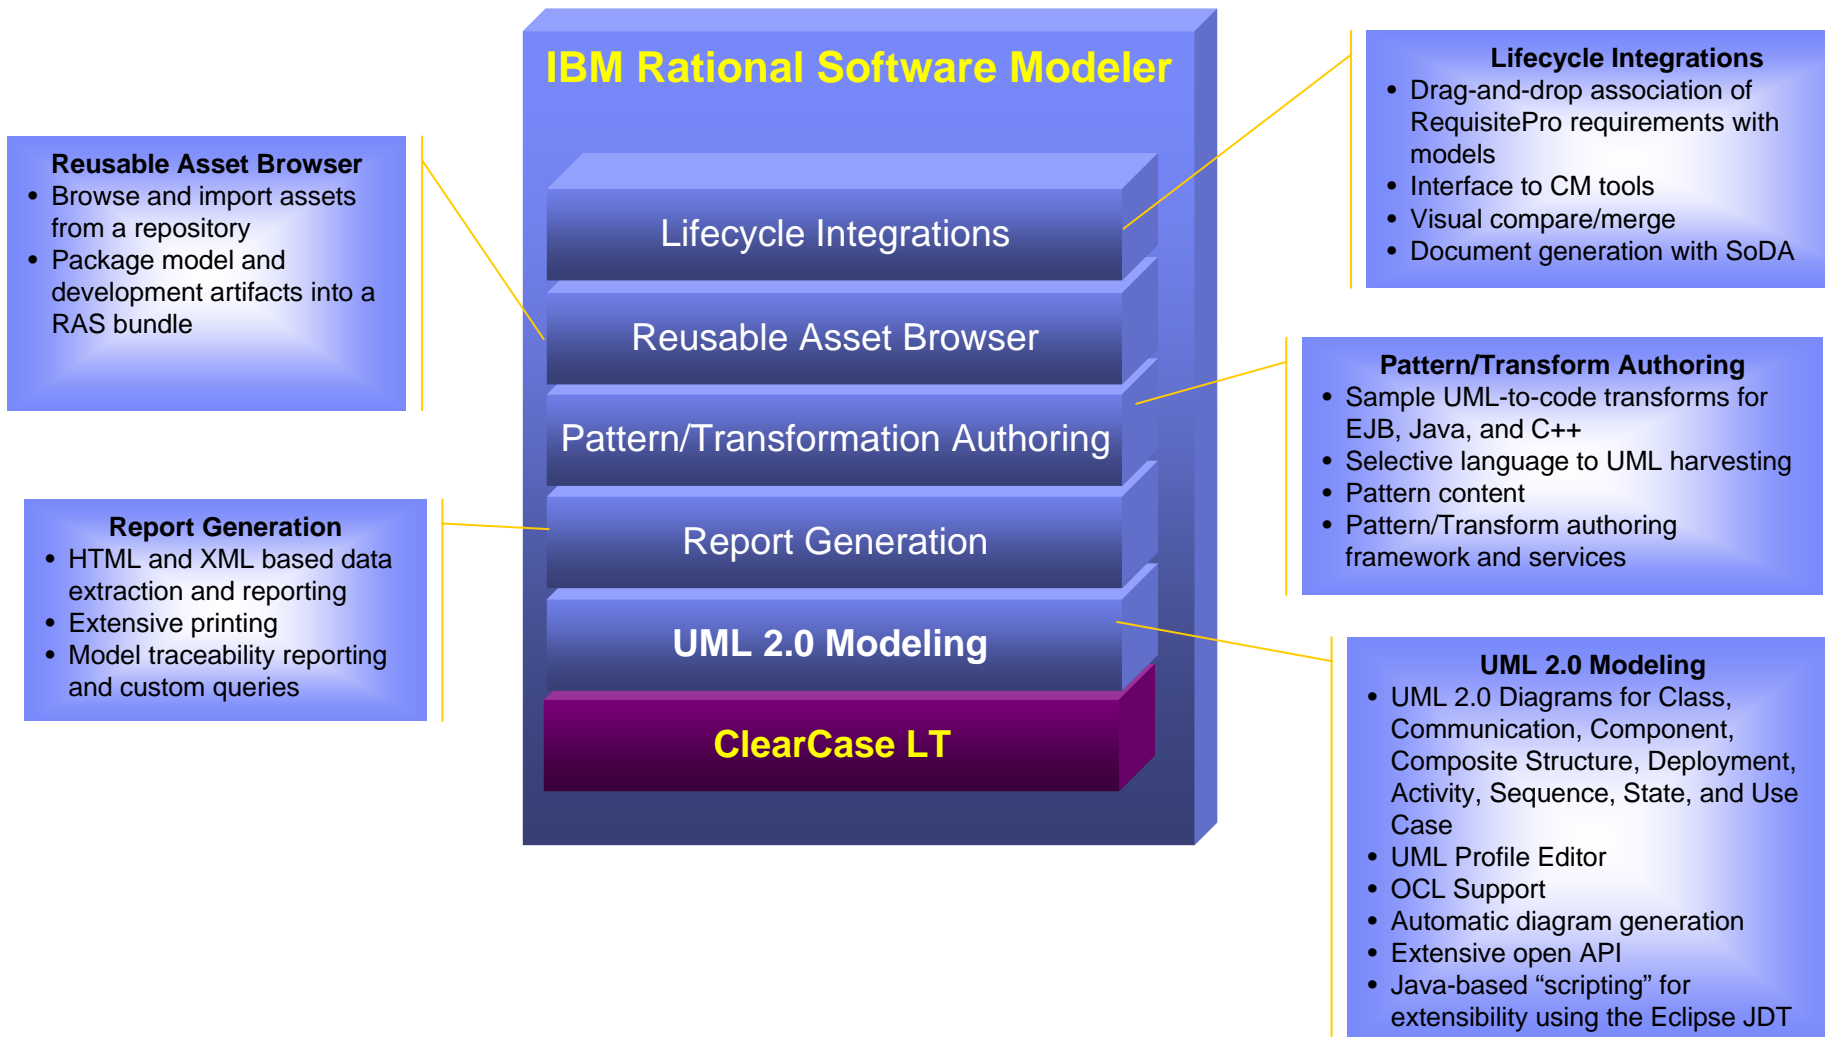 IBM Rational Software Modeler
Lifecycle Integrations
Reusable Asset Browser
Pattern/Transformation Authoring
Report Generation
UML 2.0 Modeling
ClearCase LT
Reusable Asset Browser
• Browse and import assets
from a repository
• Package model and
development artifacts into a
RAS bundle
Report Generation
• HTML and XML based data
extraction and reporting
• Extensive printing
• Model traceability reporting
and custom queries
Lifecycle Integrations
• Drag-and-drop association of
RequisitePro requirements with
models
• Interface to CM tools
• Visual compare/merge
• Document generation with SoDA
Pattern/Transform Authoring
• Sample UML-to-code transforms for
EJB, Java, and C++
• Selective language to UML harvesting
• Pattern content
• Pattern/Transform authoring
framework and services
UML 2.0 Modeling
• UML 2.0 Diagrams for Class,
Communication, Component,
Composite Structure, Deployment,
Activity, Sequence, State, and Use
Case
• UML Profile Editor
• OCL Support
• Automatic diagram generation
• Extensive open API
• Java-based “scripting” for
extensibility using the Eclipse JDT